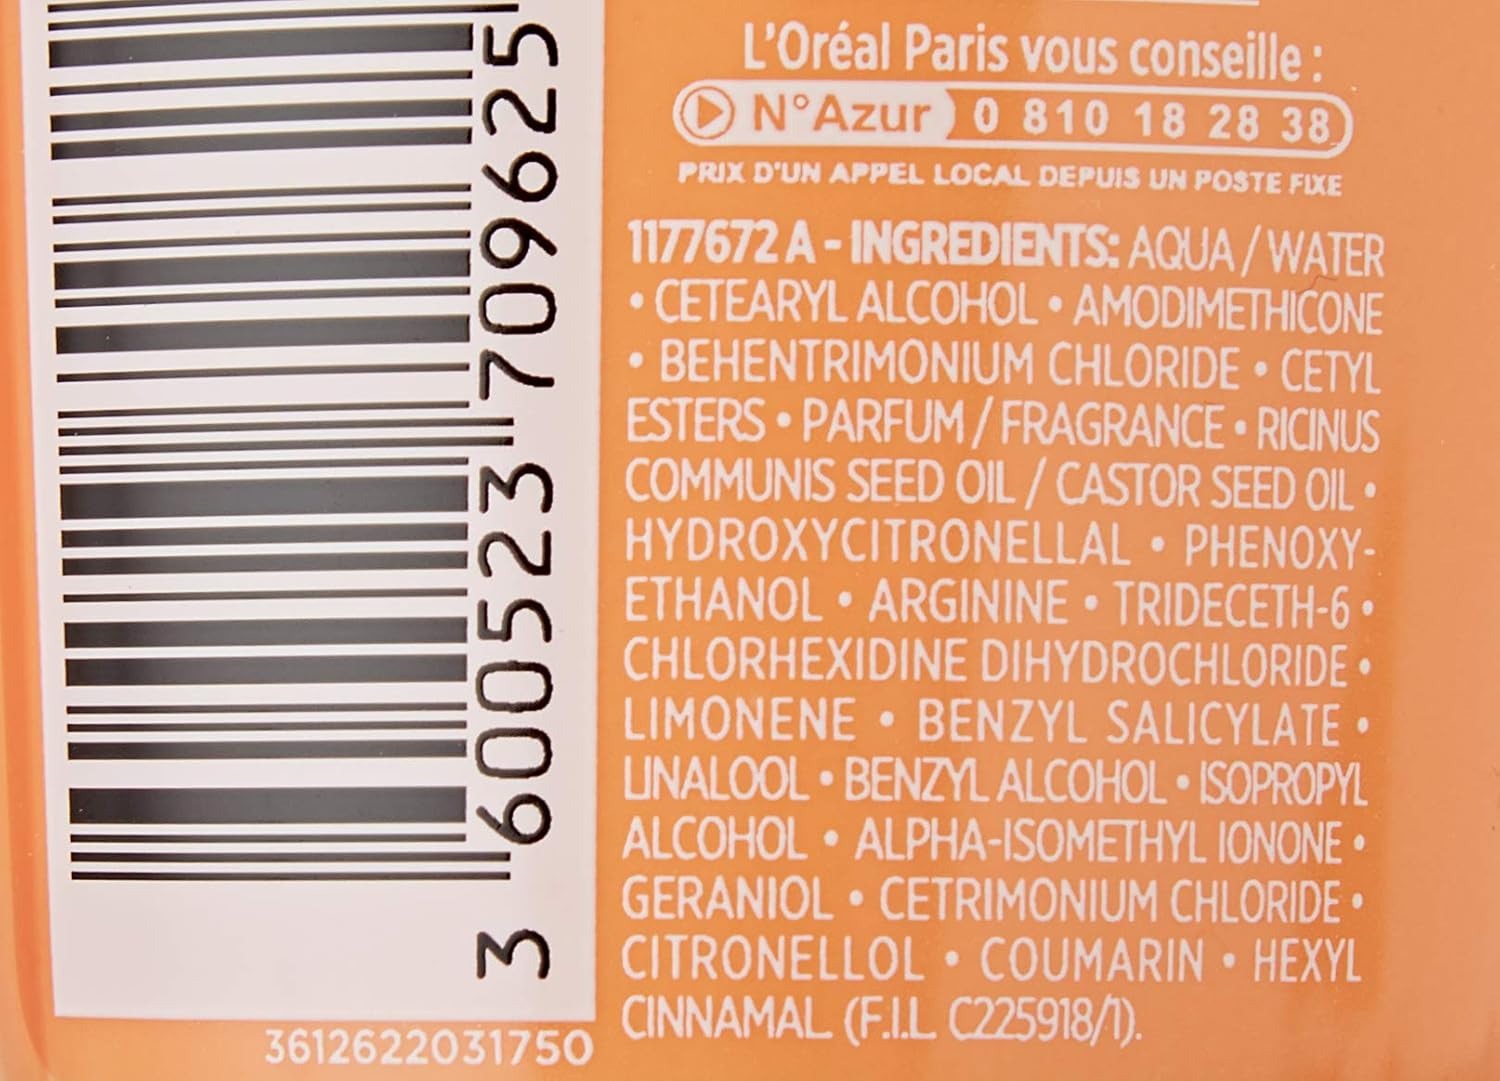 L'Oréal Paris vous conseille :
N°Azur 0 810 18 28 38
PRIX D'UN APPEL LOCAL DEPUIS UN POSTE FIXE
1177672 A - INGREDIENTS: AQUA / WATER
• CETEARYL ALCOHOL • AMODIMETHICONE
• BEHENTRIMONIUM CHLORIDE • CETYL
ESTERS • PARFUM / FRAGRANCE • RICINUS
COMMUNIS SEED OIL / CASTOR SEED OIL •
HYDROXYCITRONELLAL • PHENOXY-
ETHANOL • ARGININE • TRIDECETH-6 •
CHLORHEXIDINE DIHYDROCHLORIDE •
LIMONENE • BENZYL SALICYLATE •
LINALOOL • BENZYL ALCOHOL • ISOPROPYL
ALCOHOL • ALPHA-ISOMETHYL IONONE •
GERANIOL • CETRIMONIUM CHLORIDE •
CITRONELLOL • COUMARIN • HEXYL
CINNAMAL (F.I.L. C225918/1).
3 600523 709625
3612622031750